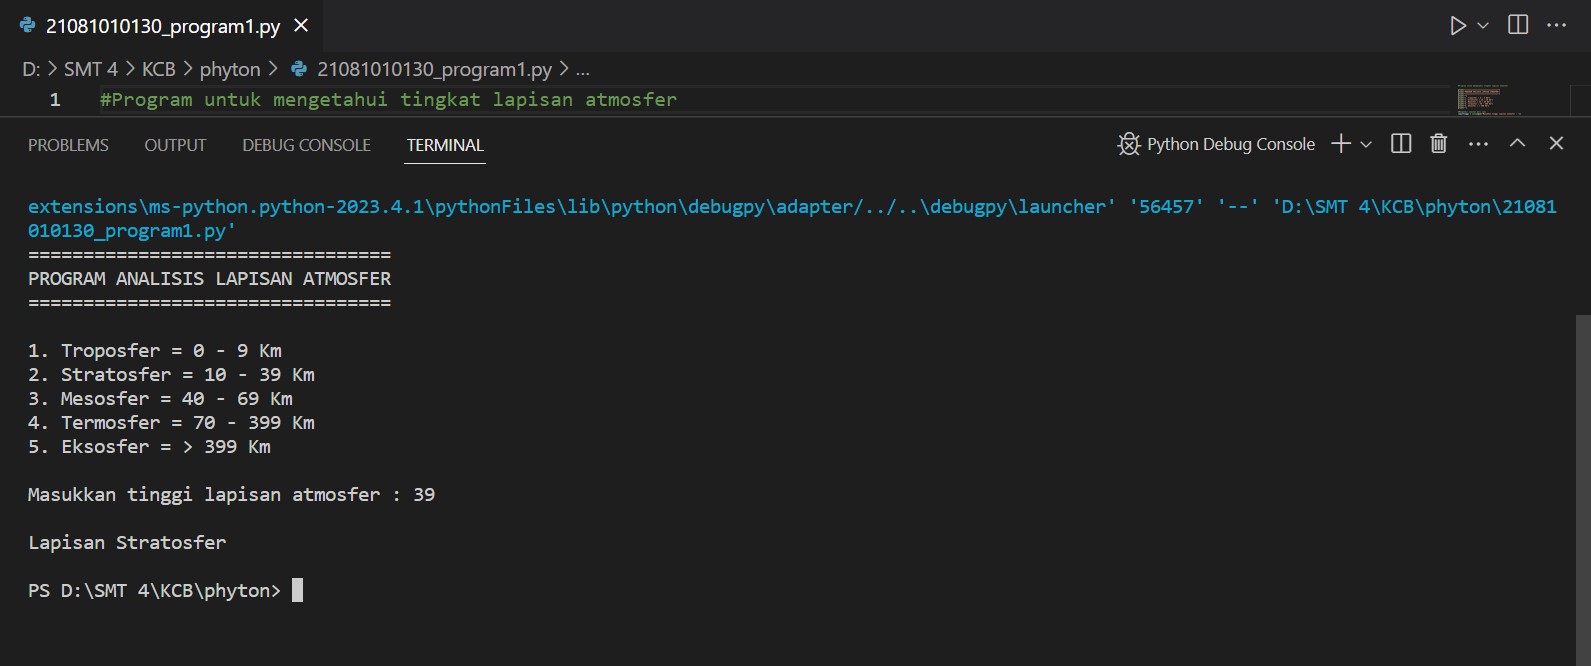 21081010130_program1.py
D: > SMT 4 > KCB > phyton > 21081010130_program1.py > ...
1 #Program untuk mengetahui tingkat lapisan atmosfer
PROBLEMS OUTPUT DEBUG CONSOLE TERMINAL Python Debug Console
extensions\ms-python.python-2023.4.1\pythonFiles\lib\python\debugpy\adapter/../..\debugpy\launcher' '56457' '--' 'D:\SMT 4\KCB\phyton\21081
010130_program1.py'
=================================
PROGRAM ANALISIS LAPISAN ATMOSFER
=================================
1. Troposfer = 0 - 9 Km
2. Stratosfer = 10 - 39 Km
3. Mesosfer = 40 - 69 Km
4. Termosfer = 70 - 399 Km
5. Eksosfer = > 399 Km
Masukkan tinggi lapisan atmosfer : 39
Lapisan Stratosfer
PS D:\SMT 4\KCB\phyton>